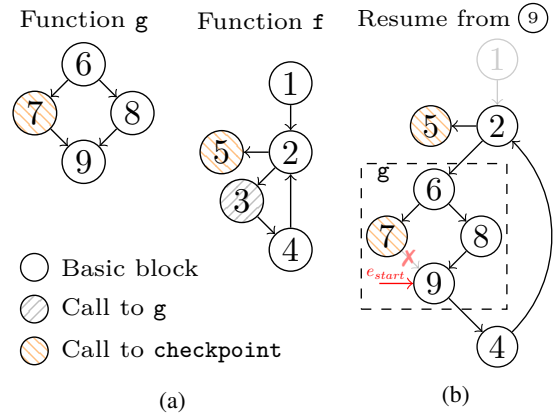 Function g
6
7
8
9
Basic block
Call to g
Call to checkpoint
(a)
Function f
1
5
2
3
4
Resume from 9
1
5
2
g
6
7
8
✗
e_start
9
4
(b)